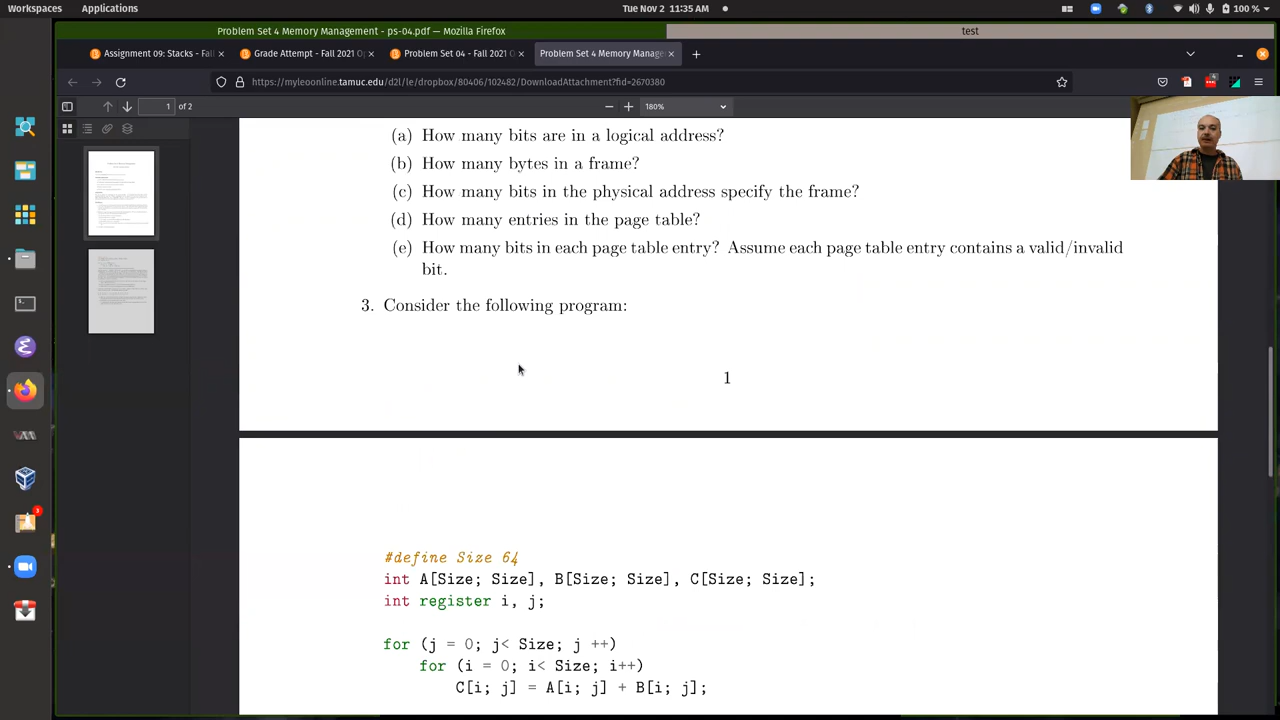 Workspaces Applications Tue Nov 2 11:35 AM 100 %
Problem Set 4 Memory Management - ps-04.pdf — Mozilla Firefox test
Assignment 09: Stacks - Fal Grade Attempt - Fall 2021 O Problem Set 04 - Fall 2021 O Problem Set 4 Memory Manage
https://myleoonline.tamuc.edu/d2l/le/dropbox/80406/102482/DownloadAttachment?fid=2670380
1 of 2 180%
(a) How many bits are in a logical address?
(b) How many bytes in a frame?
(c) How many bits in the physical address specify the frame?
(d) How many entries in the page table?
(e) How many bits in each page table entry? Assume each page table entry contains a valid/invalid
bit.
3. Consider the following program:
1
#define Size 64
int A[Size; Size], B[Size; Size], C[Size; Size];
int register i, j;
for (j = 0; j< Size; j ++)
for (i = 0; i< Size; i++)
C[i; j] = A[i; j] + B[i; j];